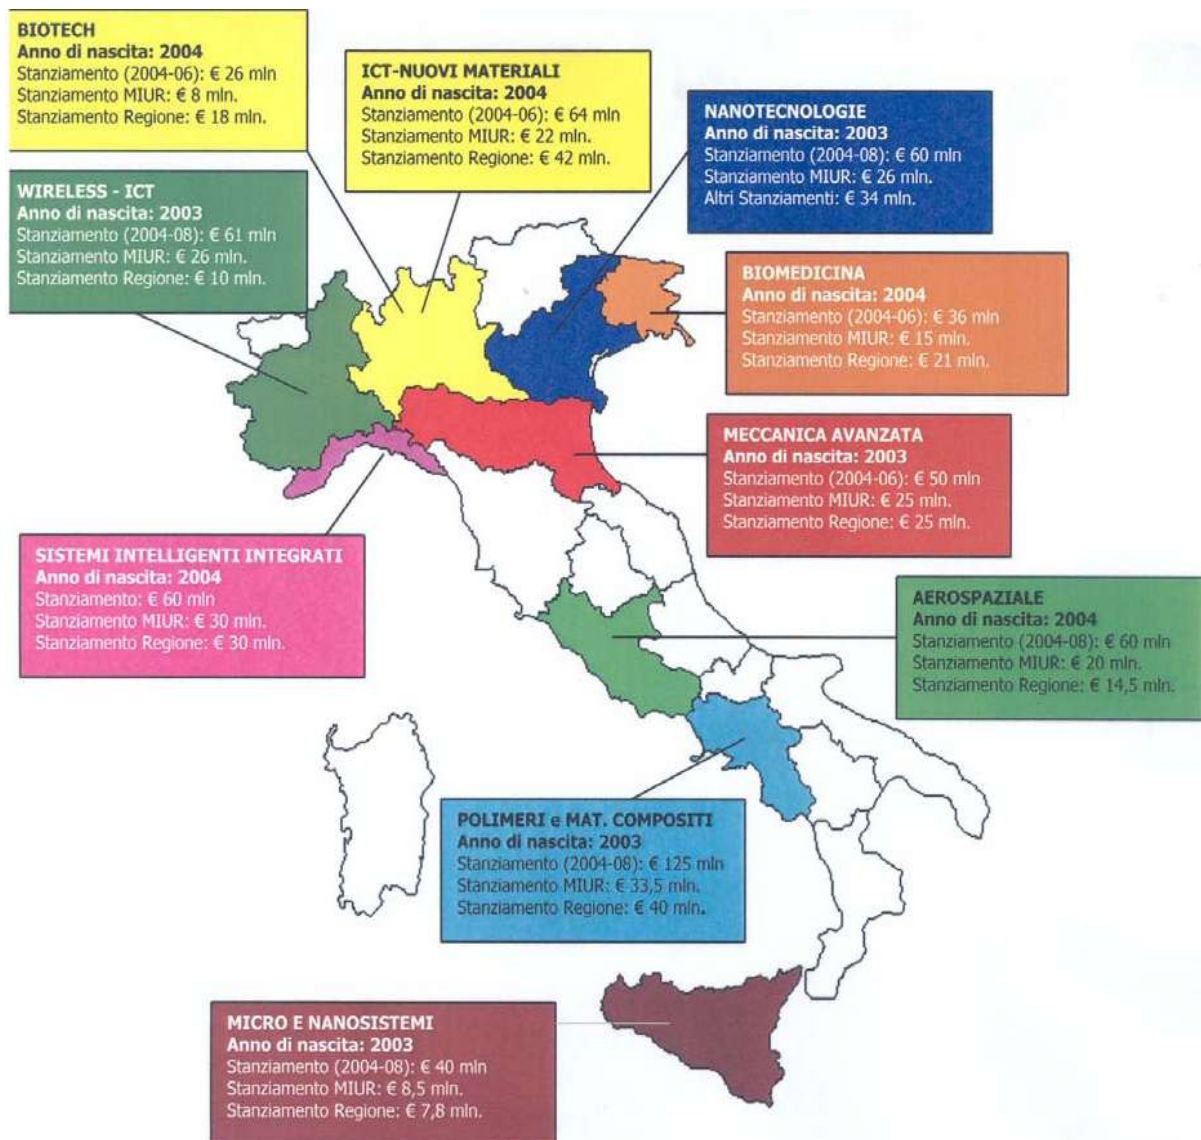 BIOTECH
Anno di nascita: 2004
Stanziamento (2004-06): € 26 mln
Stanziamento MIUR: € 8 mln.
Stanziamento Regione: € 18 mln.
ICT-NUOVI MATERIALI
Anno di nascita: 2004
Stanziamento (2004-06): € 64 mln
Stanziamento MIUR: € 22 mln.
Stanziamento Regione: € 42 mln.
NANOTECNOLOGIE
Anno di nascita: 2003
Stanziamento (2004-08): € 60 mln
Stanziamento MIUR: € 26 mln.
Altri Stanziamenti: € 34 mln.
WIRELESS - ICT
Anno di nascita: 2003
Stanziamento (2004-08): € 61 mln
Stanziamento MIUR: € 26 mln.
Stanziamento Regione: € 10 mln.
BIOMEDICINA
Anno di nascita: 2004
Stanziamento (2004-06): € 36 mln
Stanziamento MIUR: € 15 mln.
Stanziamento Regione: € 21 mln.
MECCANICA AVANZATA
Anno di nascita: 2003
Stanziamento (2004-06): € 50 mln
Stanziamento MIUR: € 25 mln.
Stanziamento Regione: € 25 mln.
SISTEMI INTELLIGENTI INTEGRATI
Anno di nascita: 2004
Stanziamento: € 60 mln
Stanziamento MIUR: € 30 mln.
Stanziamento Regione: € 30 mln.
AEROSPAZIALE
Anno di nascita: 2004
Stanziamento (2004-08): € 60 mln
Stanziamento MIUR: € 20 mln.
Stanziamento Regione: € 14,5 mln.
POLIMERI e MAT. COMPOSITI
Anno di nascita: 2003
Stanziamento (2004-08): € 125 mln
Stanziamento MIUR: € 33,5 mln.
Stanziamento Regione: € 40 mln.
MICRO E NANOSISTEMI
Anno di nascita: 2003
Stanziamento (2004-08): € 40 mln
Stanziamento MIUR: € 8,5 mln.
Stanziamento Regione: € 7,8 mln.